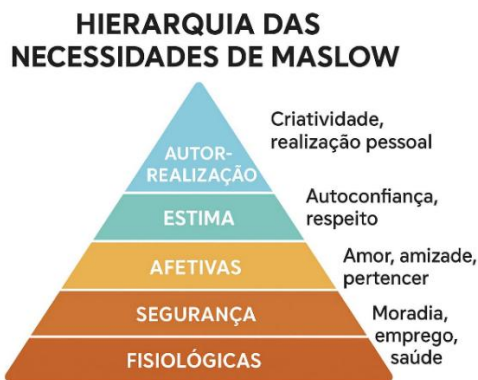 HIERARQUIA DAS
NECESSIDADES DE MASLOW
AUTOR-
REALIZAÇÃO
Criatividade,
realização pessoal
ESTIMA
Autoconfiança,
respeito
AFETIVAS
Amor, amizade,
pertencer
SEGURANÇA
Moradia,
emprego,
saúde
FISIOLÓGICAS